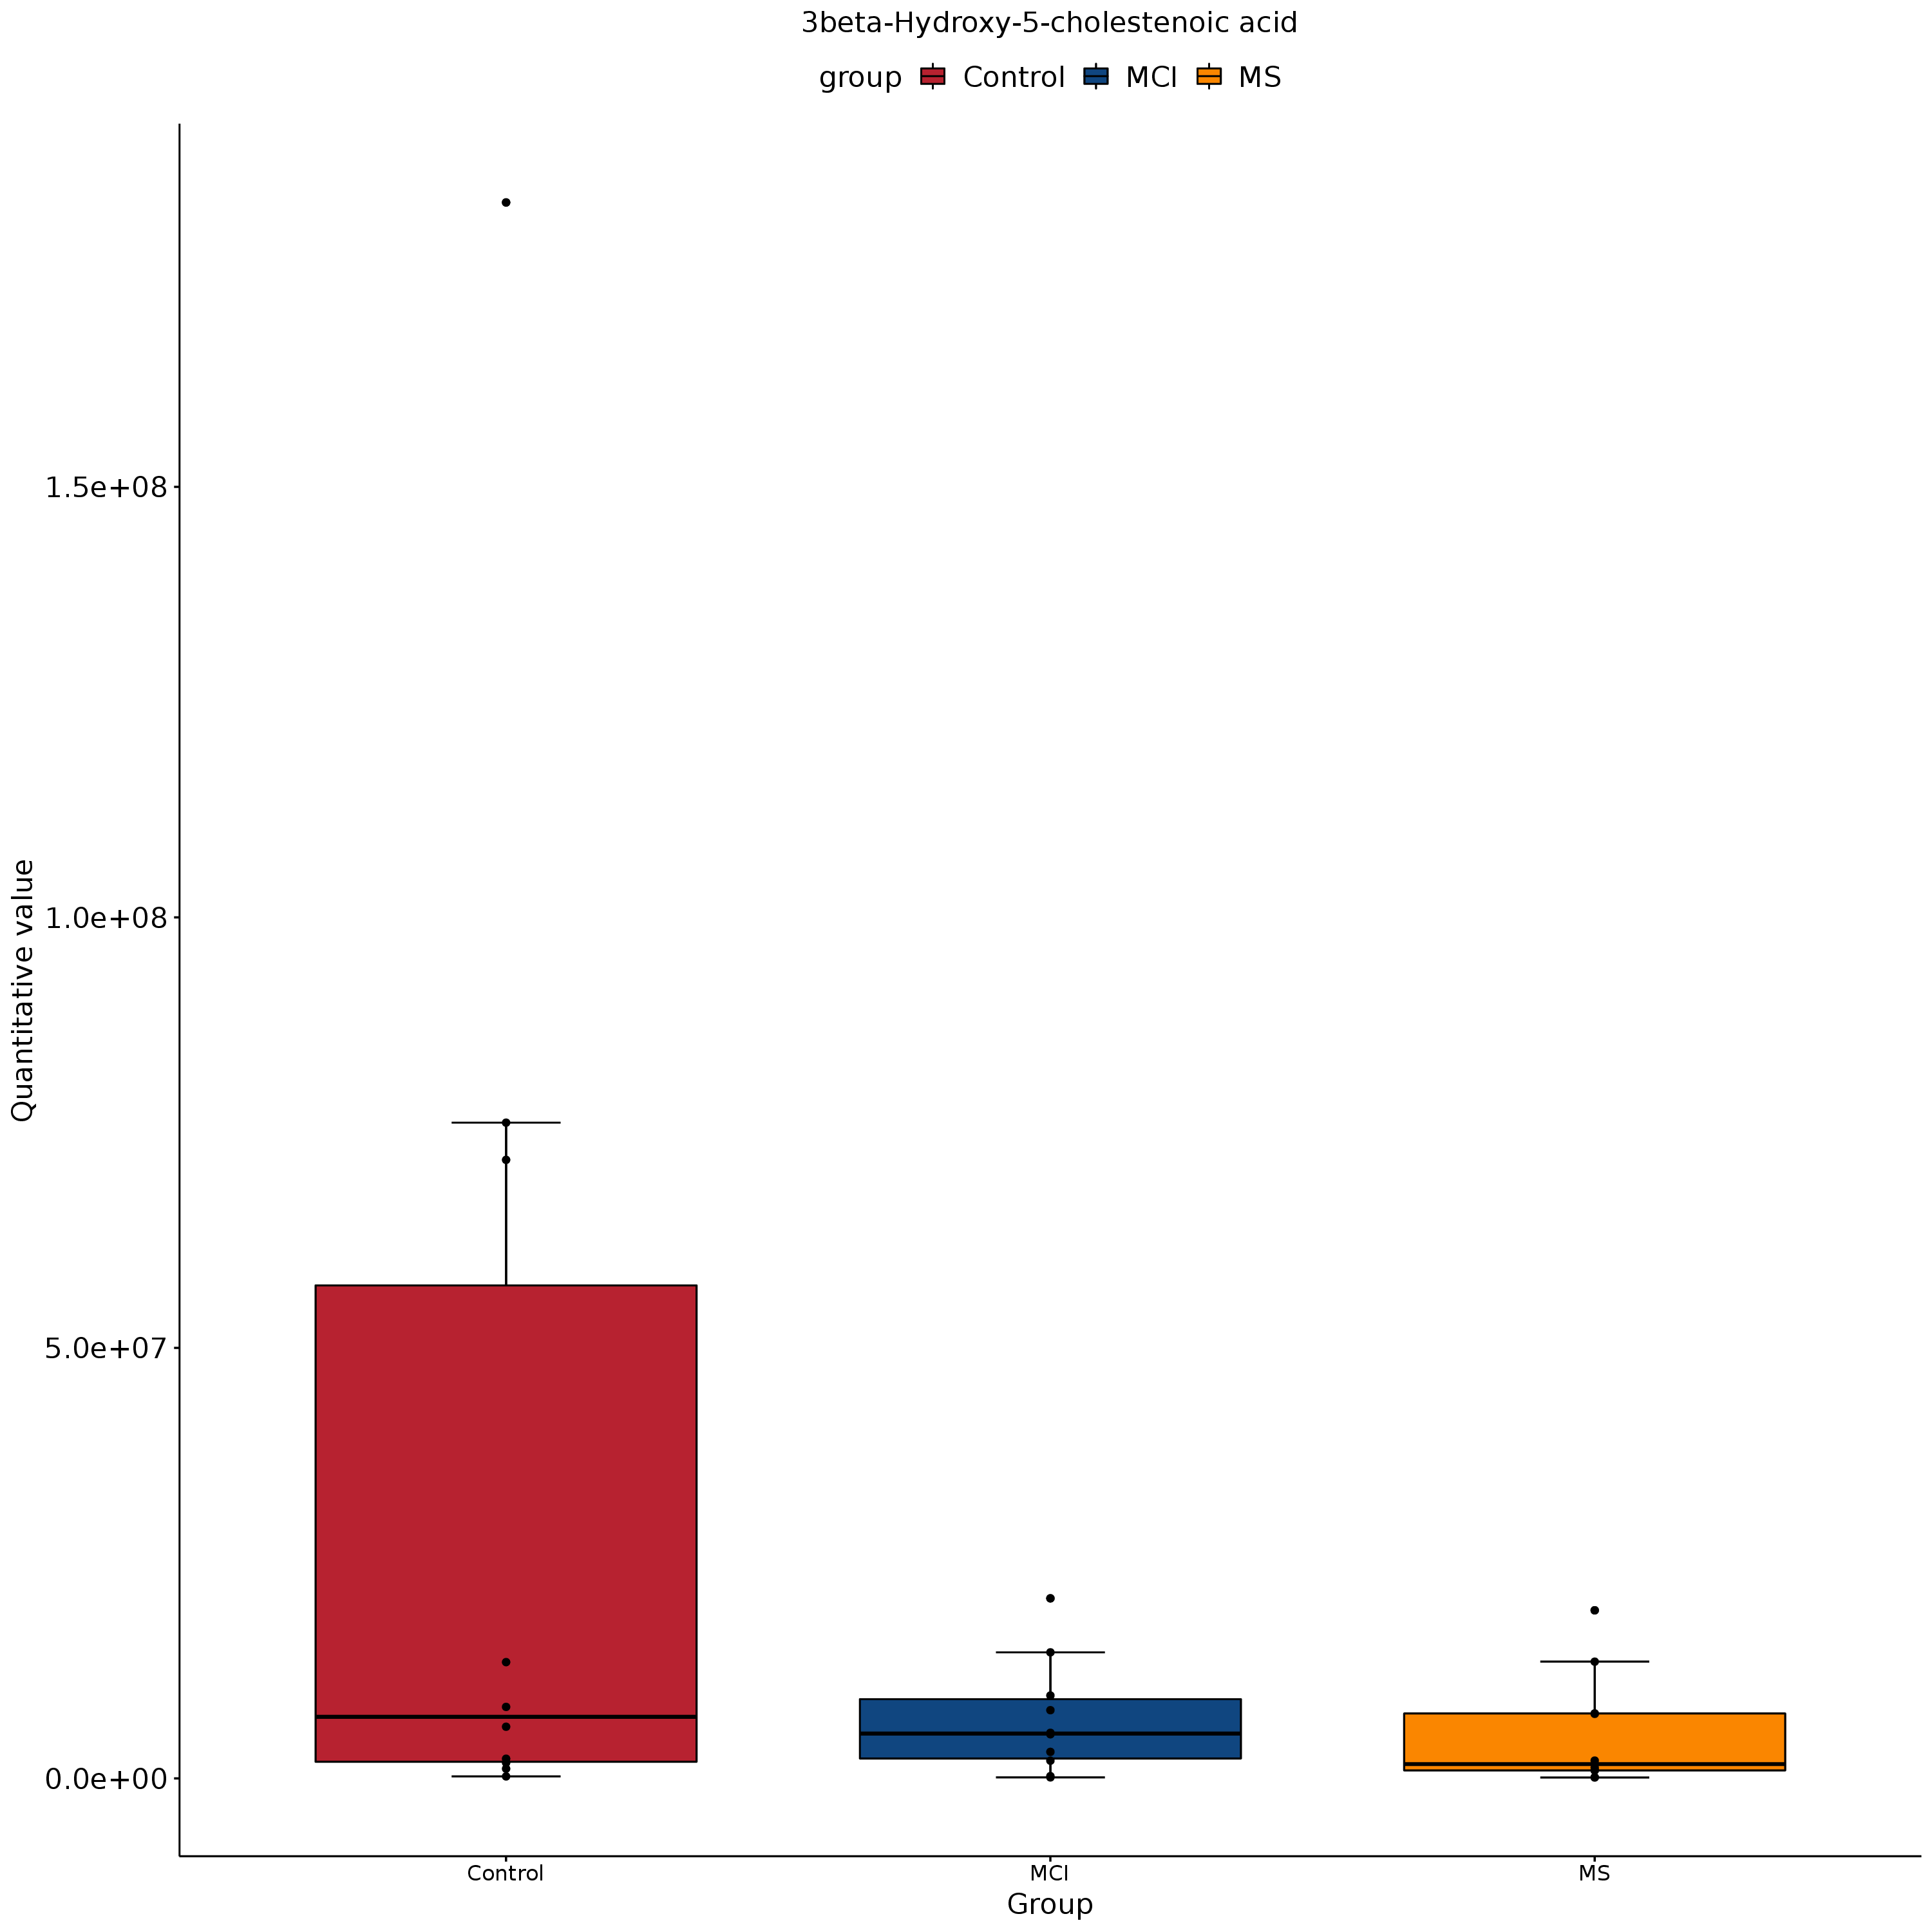 3beta-Hydroxy-5-cholestenoic acid
group Control MCI MS
Quantitative value
1.5e+08
1.0e+08
5.0e+07
0.0e+00
Control MCI MS
Group